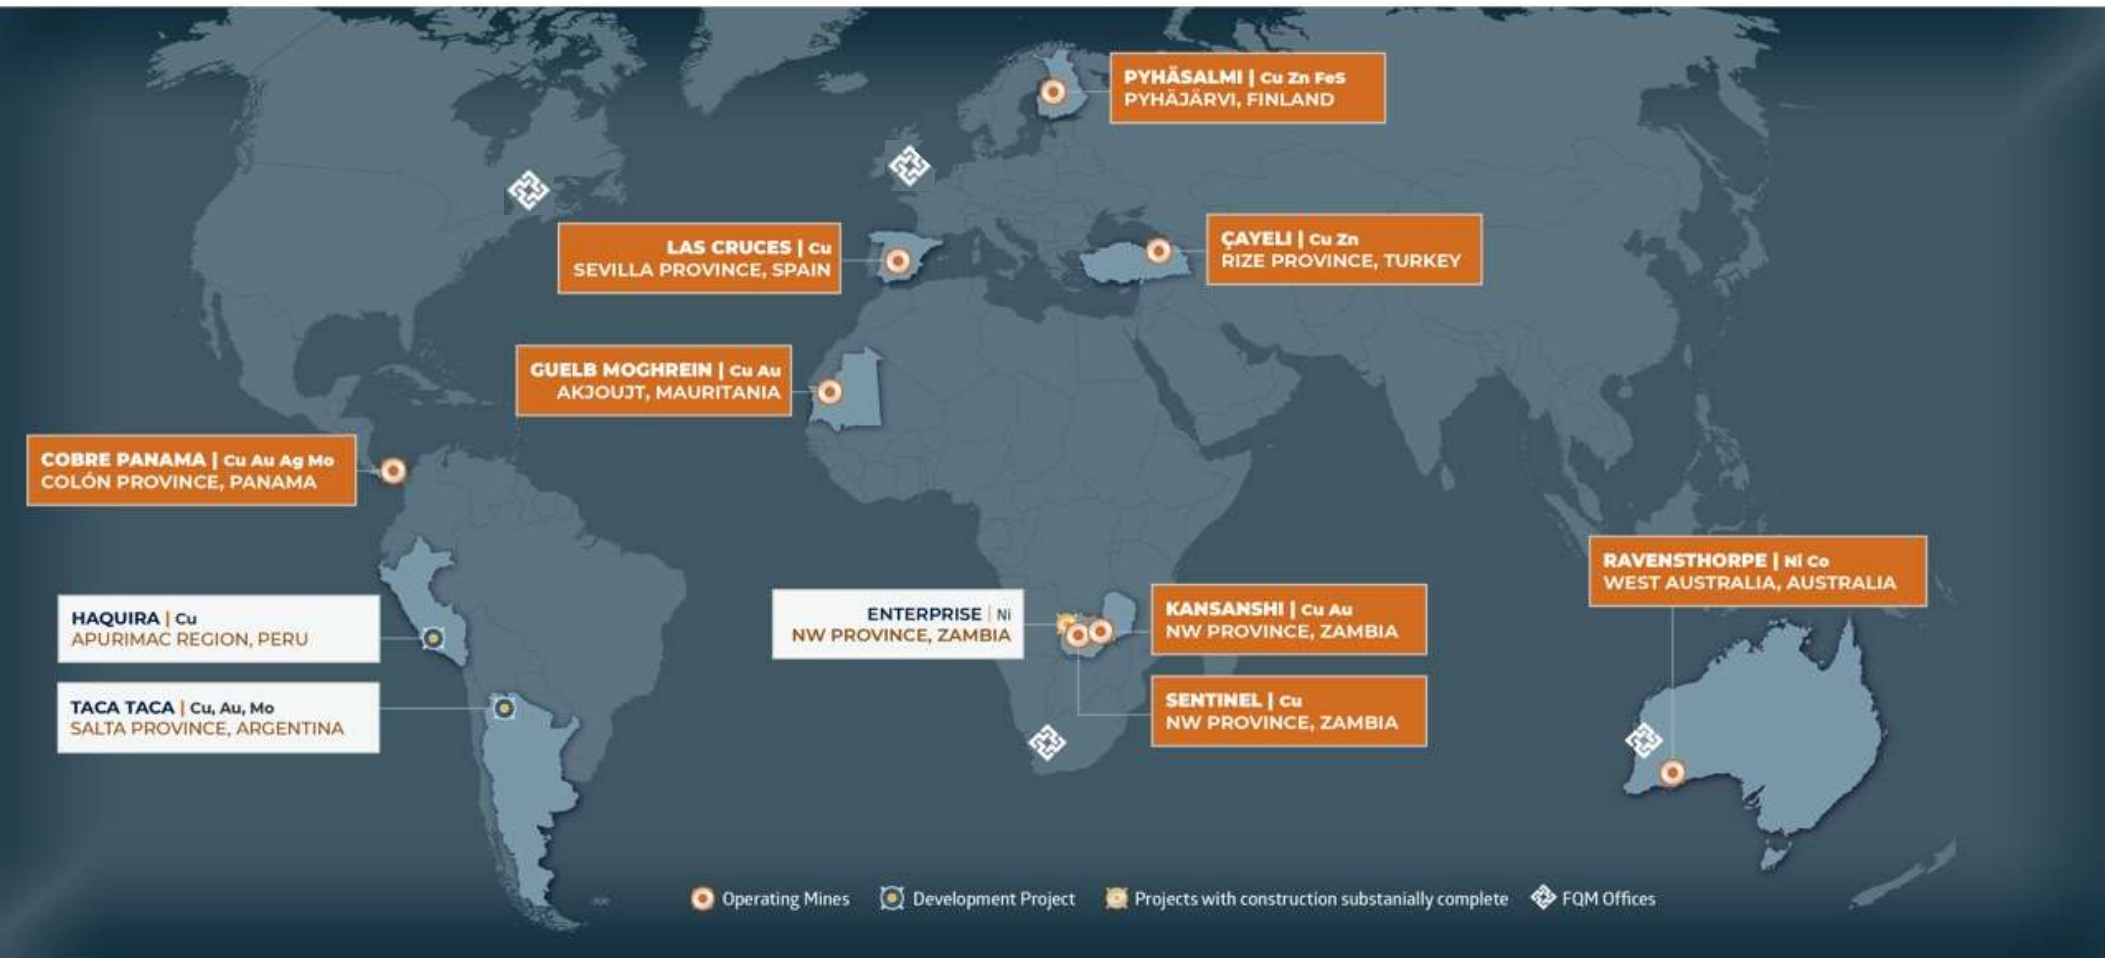 PYHÄSALMI | Cu Zn FeS
PYHÄJÄRVI, FINLAND
LAS CRUCES | Cu
SEVILLA PROVINCE, SPAIN
ÇAYELI | Cu Zn
RIZE PROVINCE, TURKEY
GUELB MOGHREIN | Cu Au
AKJOUJT, MAURITANIA
COBRE PANAMA | Cu Au Ag Mo
COLÓN PROVINCE, PANAMA
RAVENSTHORPE | Ni Co
WEST AUSTRALIA, AUSTRALIA
HAQUIRA | Cu
APURIMAC REGION, PERU
ENTERPRISE | Ni
NW PROVINCE, ZAMBIA
KANSANSHI | Cu Au
NW PROVINCE, ZAMBIA
TACA TACA | Cu, Au, Mo
SALTA PROVINCE, ARGENTINA
SENTINEL | Cu
NW PROVINCE, ZAMBIA
Operating Mines Development Project Projects with construction substanially complete FQM Offices